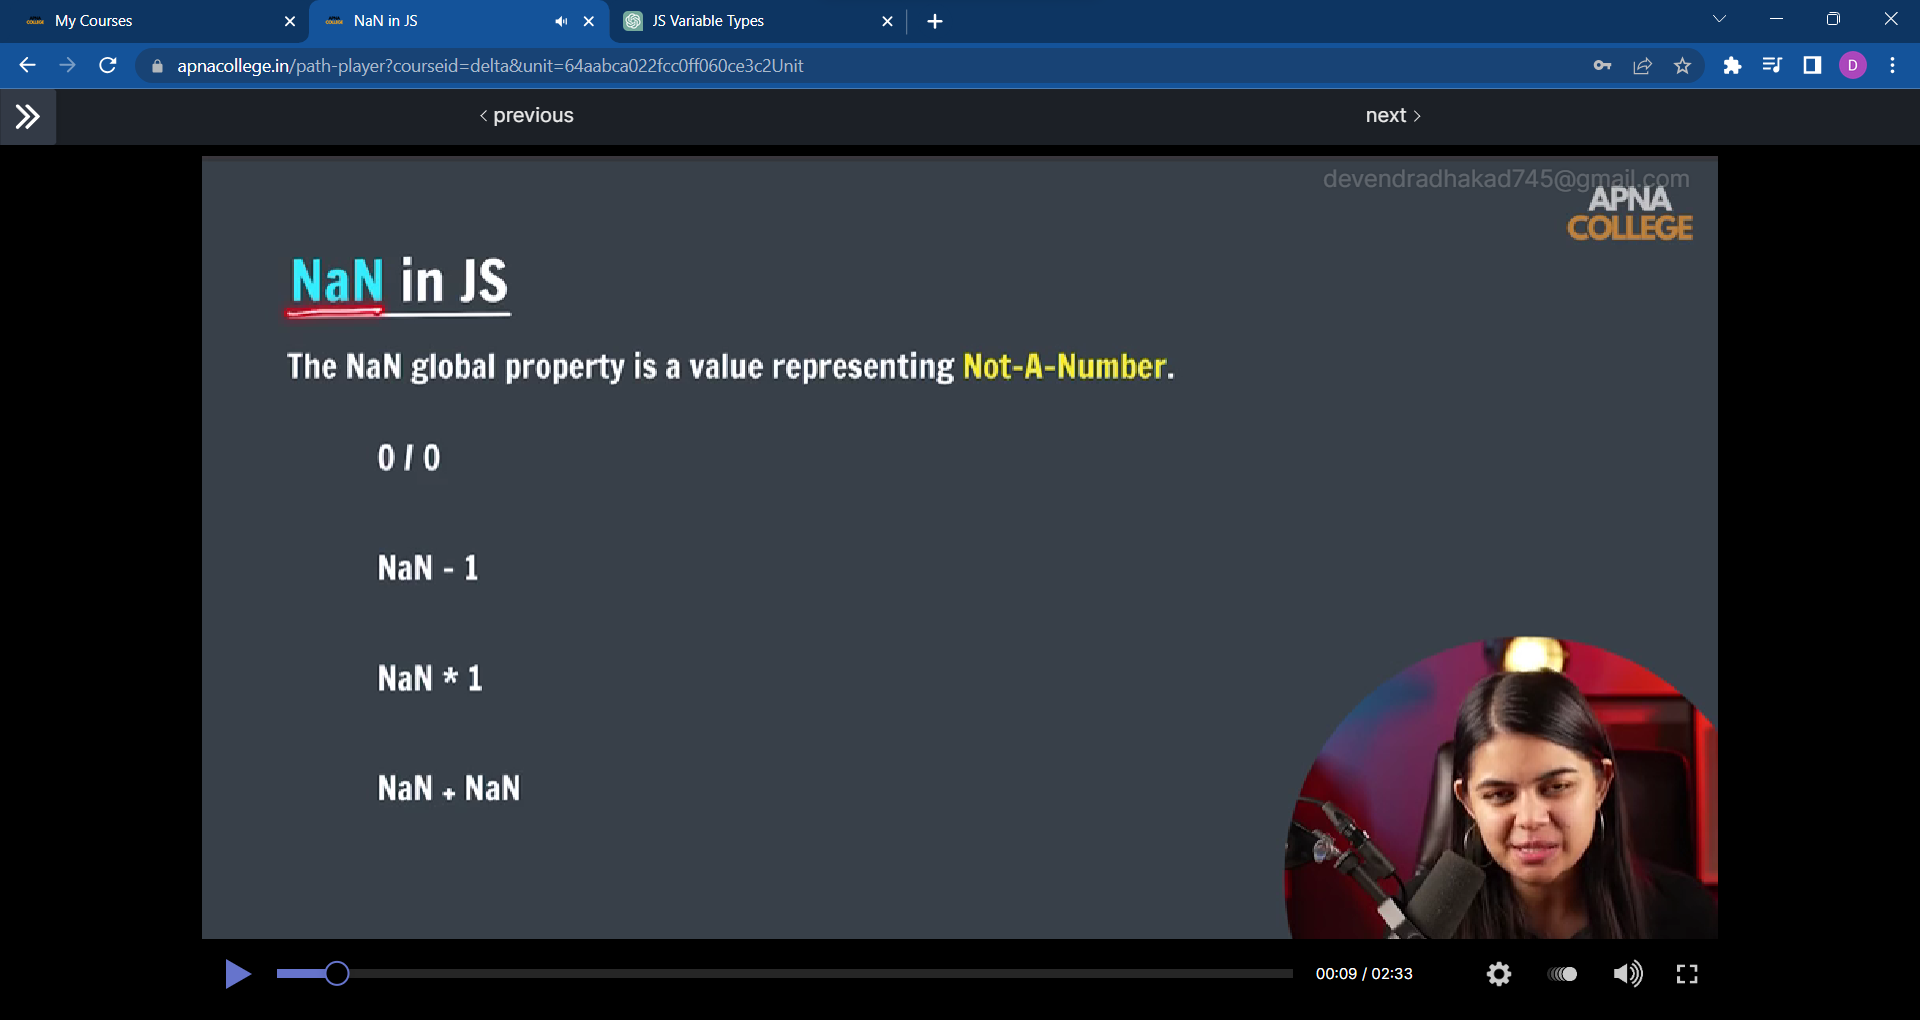 My Courses
NaN in JS
JS Variable Types
apnacollege.in/path-player?courseid=delta&unit=64aabca022fcc0ff060ce3c2Unit
D
< previous
next >
devendradhakad745@gmail.com
APNA
COLLEGE
NaN in JS
The NaN global property is a value representing Not-A-Number.
0 / 0
NaN - 1
NaN * 1
NaN + NaN
00:09 / 02:33